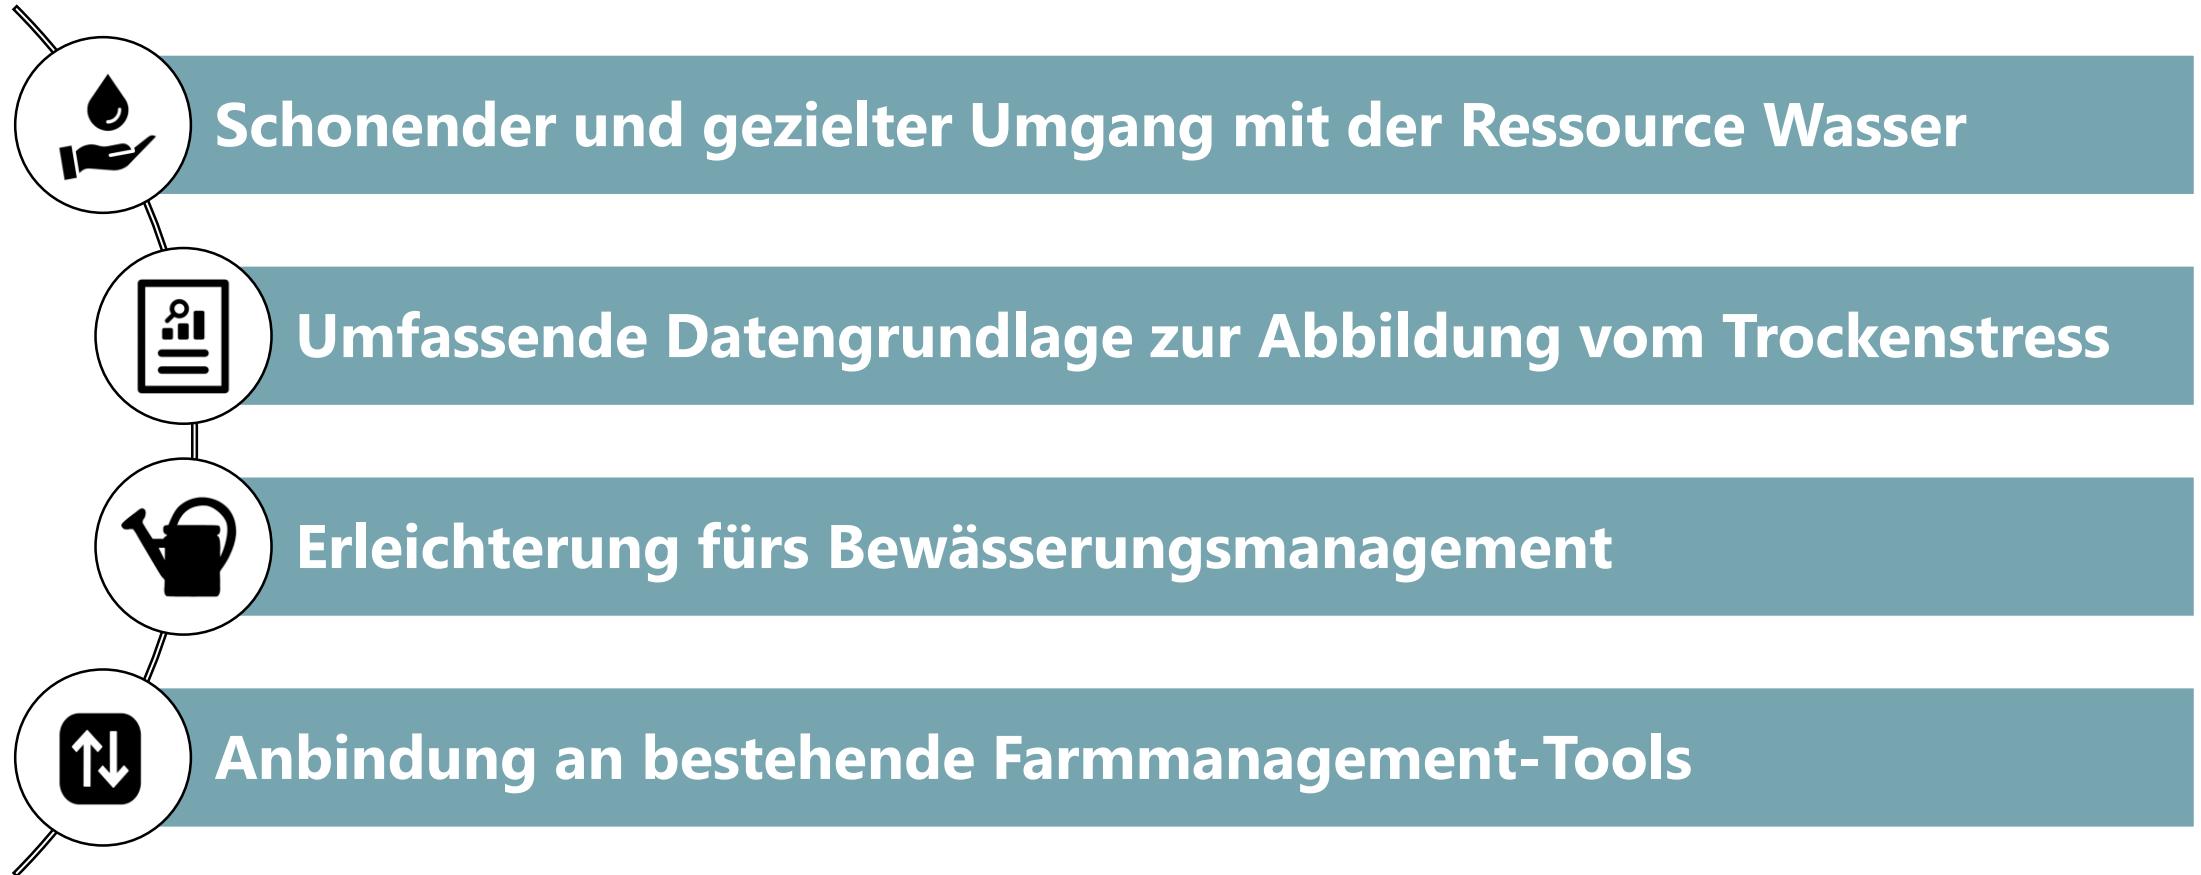 Schonender und gezielter Umgang mit der Ressource Wasser
Umfassende Datengrundlage zur Abbildung vom Trockenstress
Erleichterung fürs Bewässerungsmanagement
Anbindung an bestehende Farmmanagement-Tools